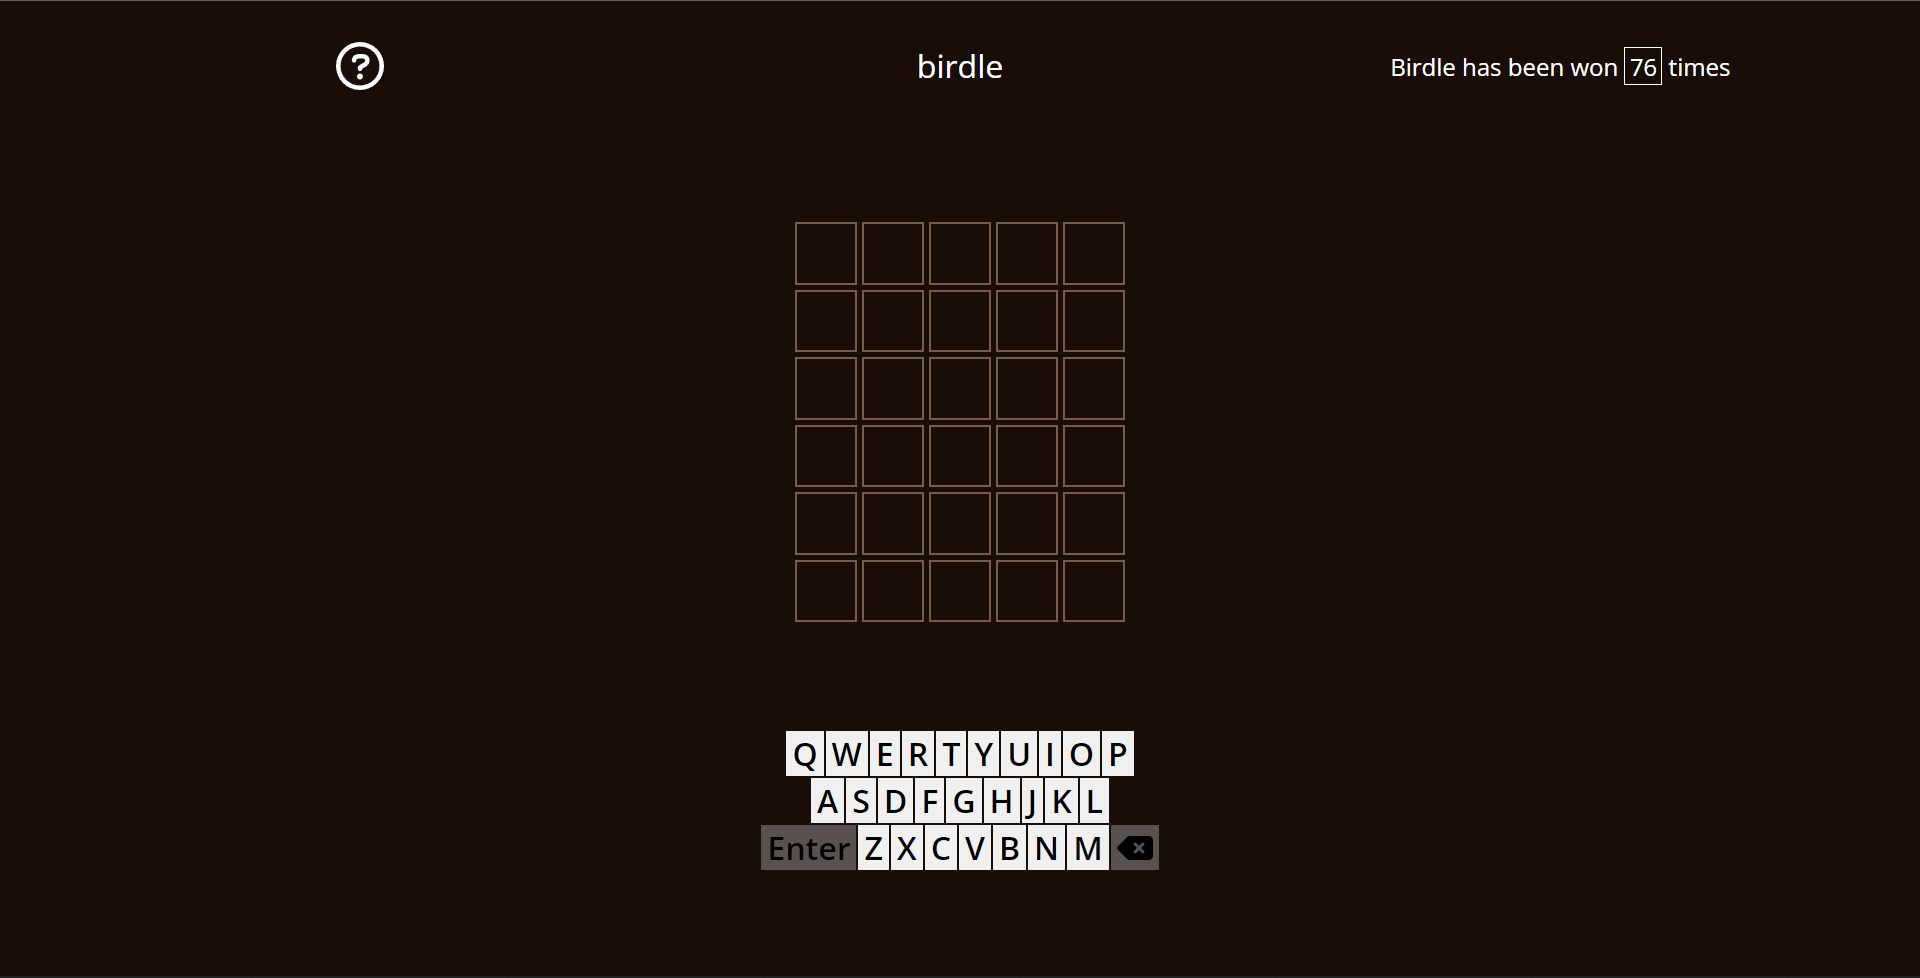 ?
birdle
Birdle has been won 76 times
Q W E R T Y U I O P
A S D F G H J K L
Enter Z X C V B N M